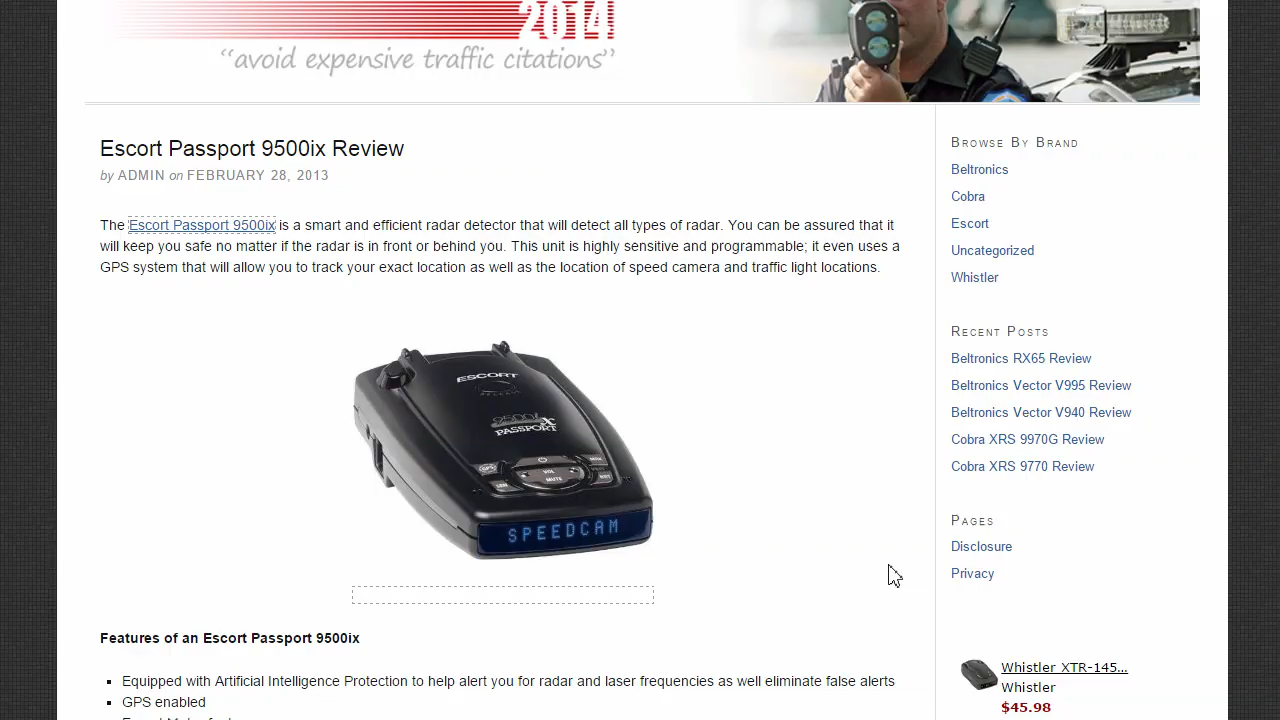 2014
“avoid expensive traffic citations”
Escort Passport 9500ix Review
by ADMIN on FEBRUARY 28, 2013
The Escort Passport 9500ix is a smart and efficient radar detector that will detect all types of radar. You can be assured that it
will keep you safe no matter if the radar is in front or behind you. This unit is highly sensitive and programmable; it even uses a
GPS system that will allow you to track your exact location as well as the location of speed camera and traffic light locations.
ESCORT
9500ix
PASSPORT
GPS
VOL
MUTE
SEN
BRT
SPEEDCAM
Features of an Escort Passport 9500ix
Equipped with Artificial Intelligence Protection to help alert you for radar and laser frequencies as well eliminate false alerts
GPS enabled
Browse By Brand
Beltronics
Cobra
Escort
Uncategorized
Whistler
Recent Posts
Beltronics RX65 Review
Beltronics Vector V995 Review
Beltronics Vector V940 Review
Cobra XRS 9970G Review
Cobra XRS 9770 Review
Pages
Disclosure
Privacy
Whistler XTR-145...
Whistler
$45.98